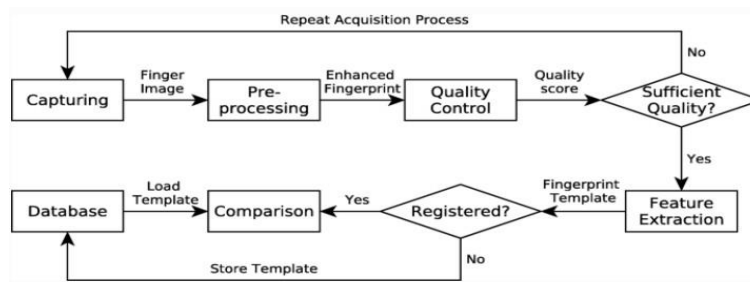 Repeat Acquisition Process
No
Capturing
Finger
Image
Pre-
processing
Enhanced
Fingerprint
Quality
Control
Quality
score
Sufficient
Quality?
Yes
Database
Load
Template
Comparison
Yes
Registered?
Fingerprint
Template
Feature
Extraction
No
Store Template